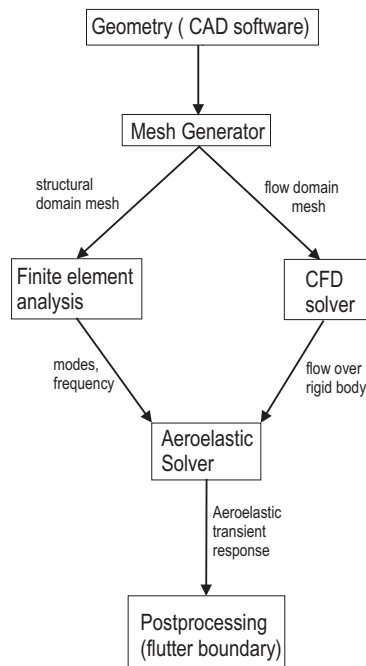 Geometry ( CAD software)
Mesh Generator
structural
domain mesh
flow domain
mesh
Finite element
analysis
CFD
solver
modes,
frequency
flow over
rigid body
Aeroelastic
Solver
Aeroelastic
transient
response
Postprocessing
(flutter boundary)